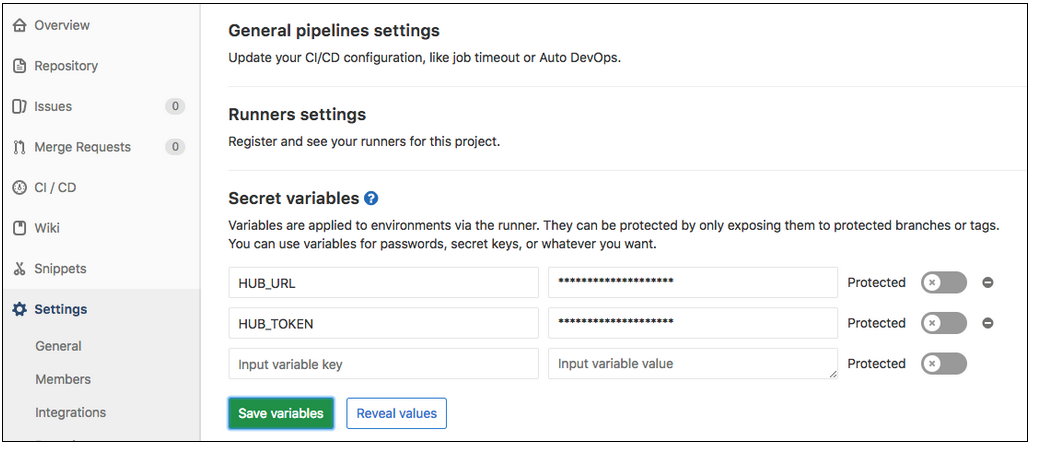 Overview
Repository
Issues 0
Merge Requests 0
CI / CD
Wiki
Snippets
Settings
General
Members
Integrations
General pipelines settings
Update your CI/CD configuration, like job timeout or Auto DevOps.
Runners settings
Register and see your runners for this project.
Secret variables ?
Variables are applied to environments via the runner. They can be protected by only exposing them to protected branches or tags.
You can use variables for passwords, secret keys, or whatever you want.
HUB_URL ******************** Protected
HUB_TOKEN ******************** Protected
Input variable key Input variable value Protected
Save variables Reveal values